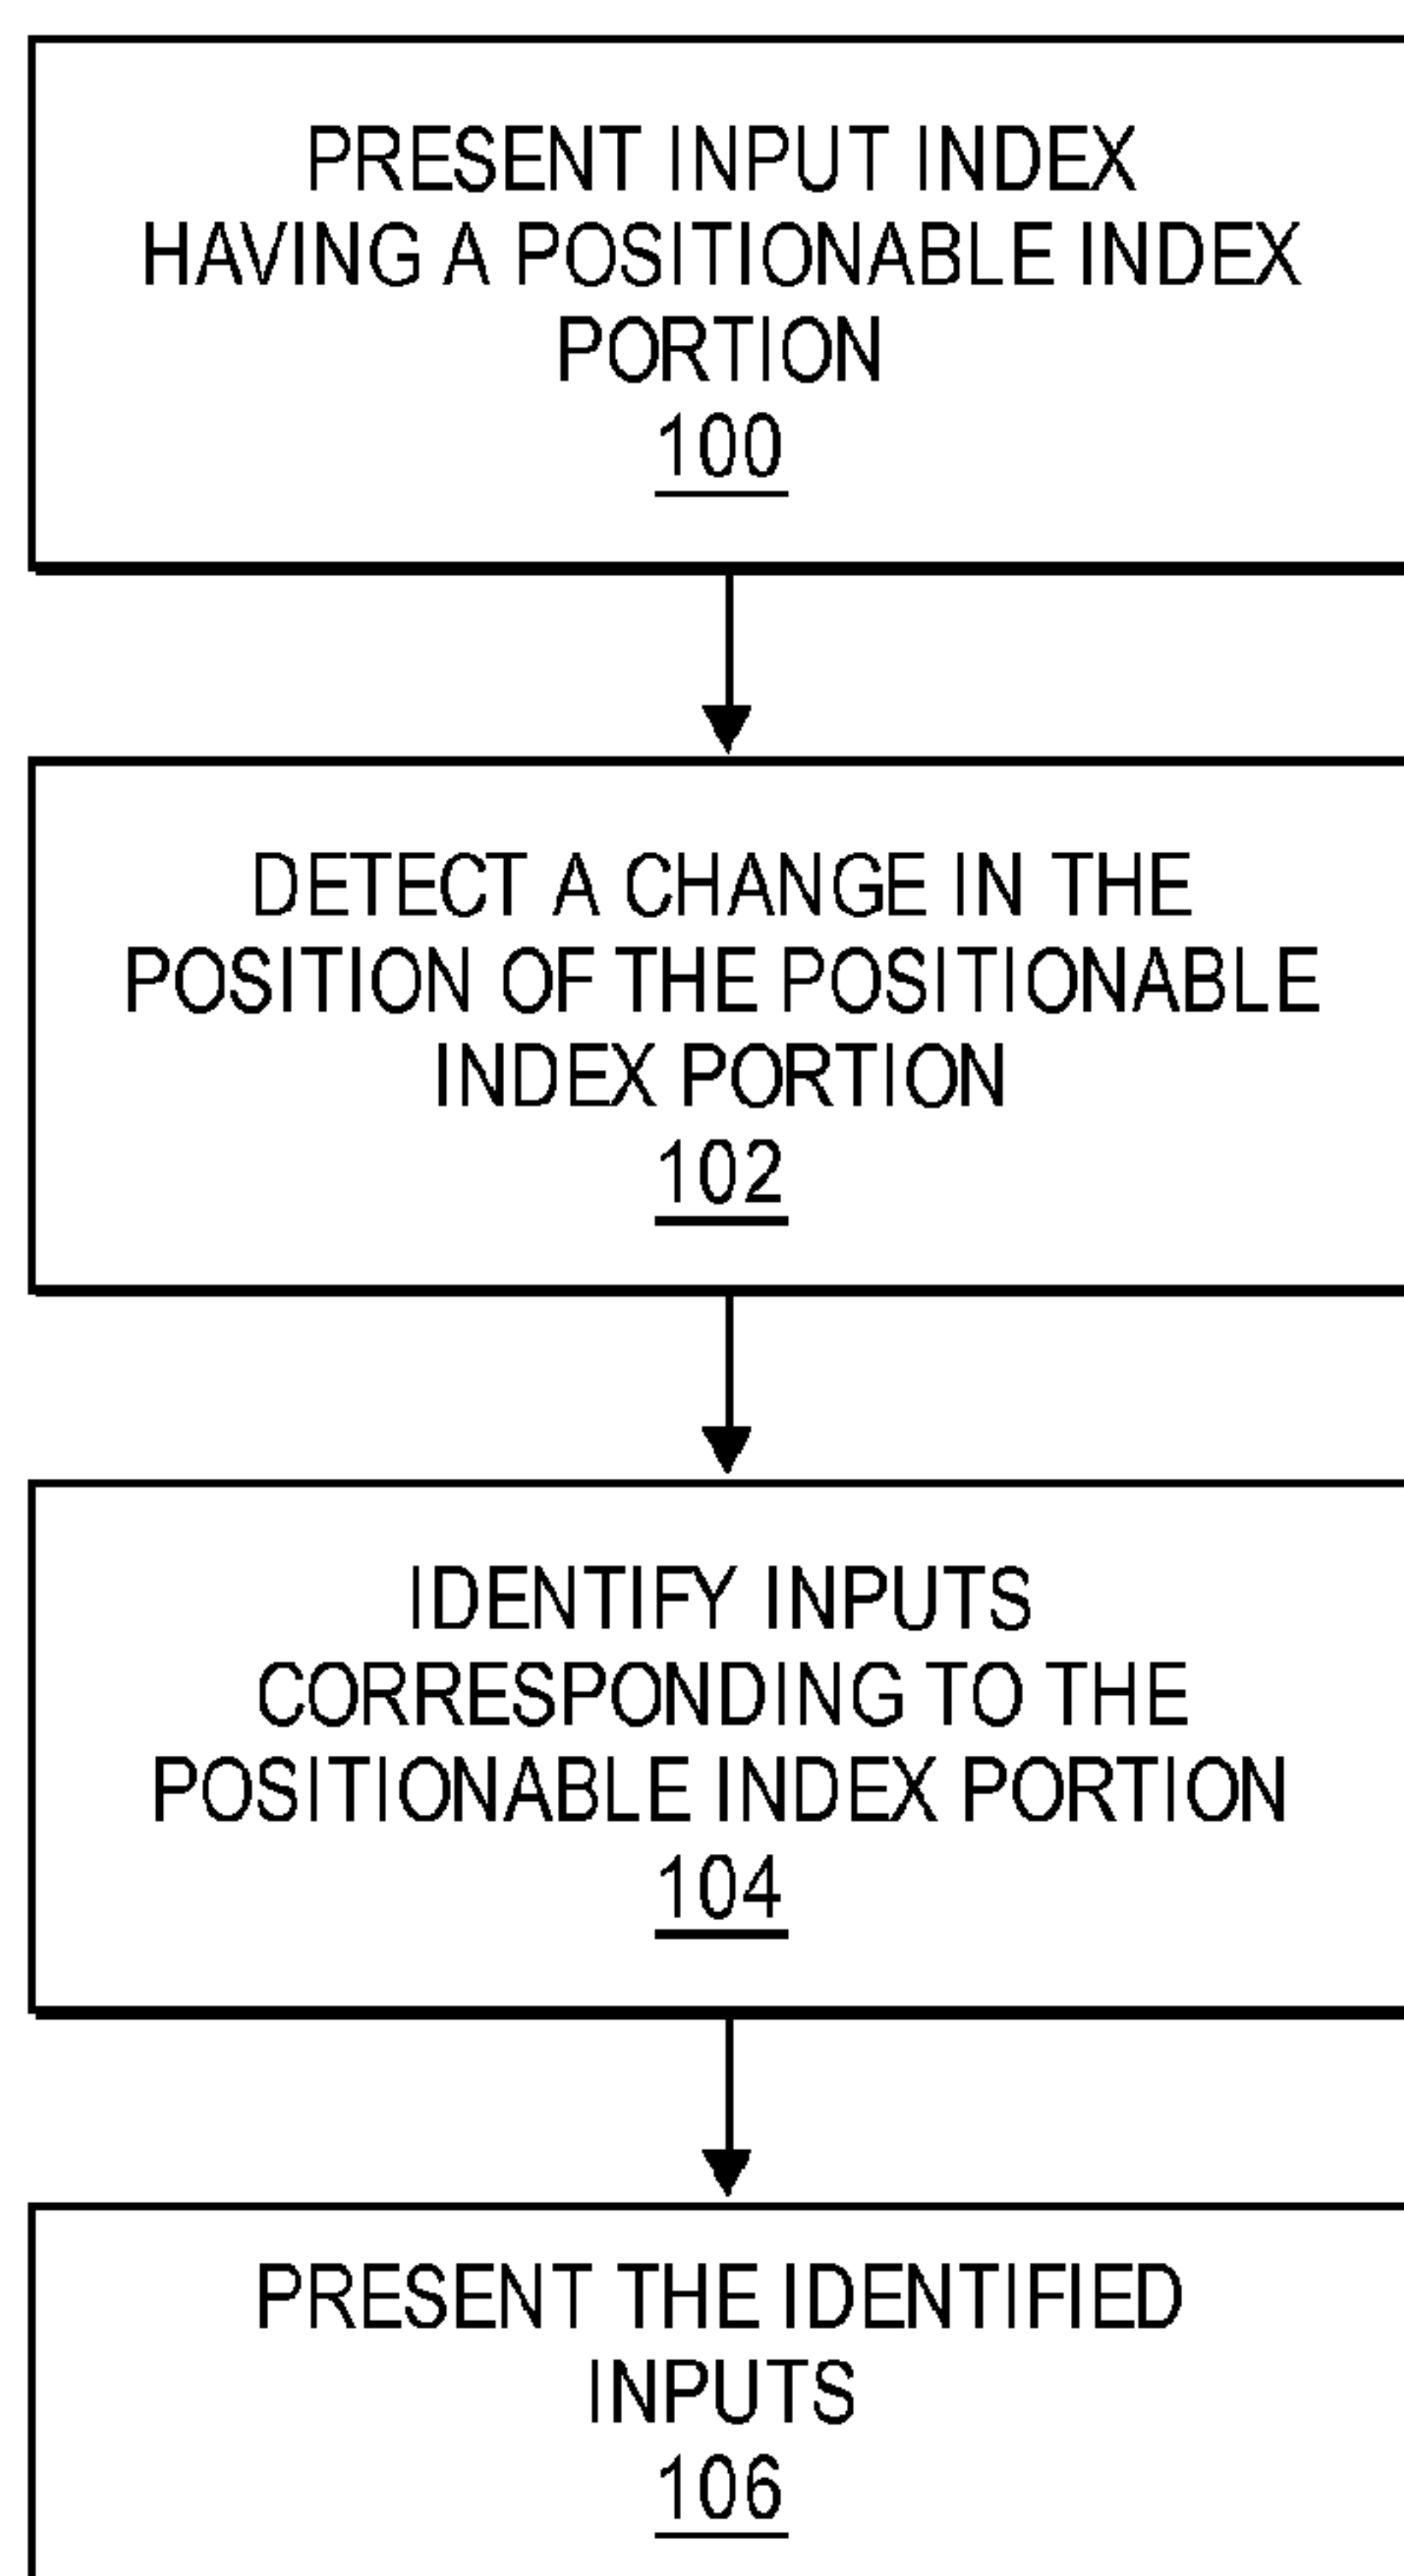 PRESENT INPUT INDEX
HAVING A POSITIONABLE INDEX
PORTION
100
DETECT A CHANGE IN THE
POSITION OF THE POSITIONABLE
INDEX PORTION
102
IDENTIFY INPUTS
CORRESPONDING TO THE
POSITIONABLE INDEX PORTION
104
PRESENT THE IDENTIFIED
INPUTS
106